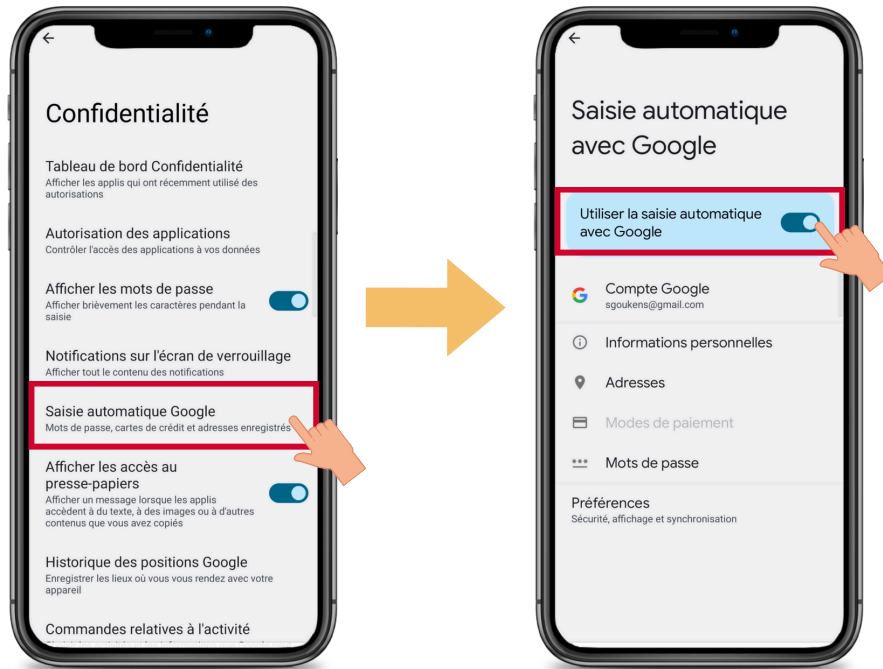 Confidentialité
Tableau de bord Confidentialité
Afficher les applis qui ont récemment utilisé des
autorisations
Autorisation des applications
Contrôler l'accès des applications à vos données
Afficher les mots de passe
Afficher brièvement les caractères pendant la
saisie
Notifications sur l'écran de verrouillage
Afficher tout le contenu des notifications
Saisie automatique Google
Mots de passe, cartes de crédit et adresses enregistrés
Afficher les accès au
presse-papiers
Afficher un message lorsque les applis
accèdent à du texte, à des images ou à d'autres
contenus que vous avez copiés
Historique des positions Google
Enregistrer les lieux où vous vous rendez avec votre
appareil
Commandes relatives à l'activité
Saisie automatique
avec Google
Utiliser la saisie automatique
avec Google
Compte Google
sgoukens@gmail.com
Informations personnelles
Adresses
Modes de paiement
Mots de passe
Préférences
Sécurité, affichage et synchronisation